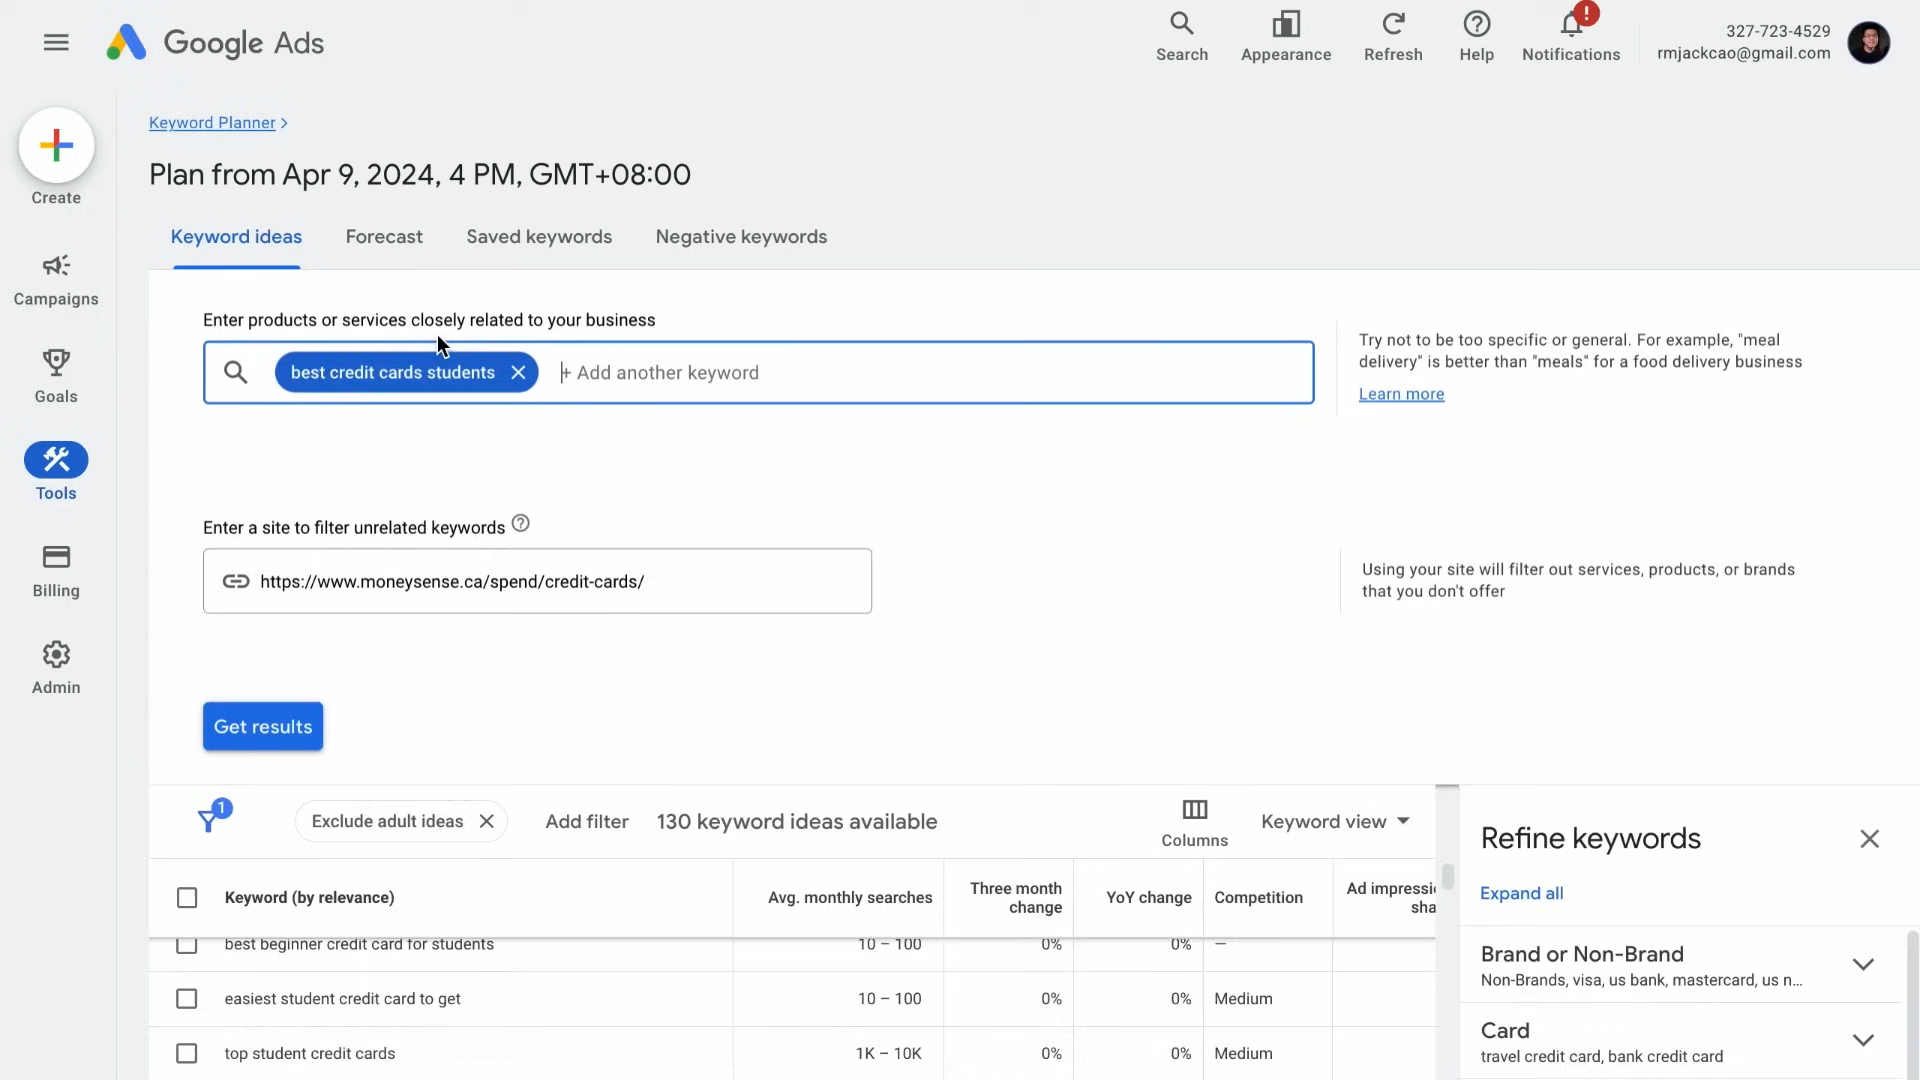 Google Ads
Search
Appearance
Refresh
Help
!
Notifications
327-723-4529
rmjackcao@gmail.com
Create
Campaigns
Goals
Tools
Billing
Admin
Keyword Planner >
Plan from Apr 9, 2024, 4 PM, GMT+08:00
Keyword ideas Forecast Saved keywords Negative keywords
Enter products or services closely related to your business
best credit cards students
+ Add another keyword
Try not to be too specific or general. For example, "meal
delivery" is better than "meals" for a food delivery business
Learn more
Enter a site to filter unrelated keywords
https://www.moneysense.ca/spend/credit-cards/
Using your site will filter out services, products, or brands
that you don't offer
Get results
1
Exclude adult ideas
Add filter
130 keyword ideas available
Columns
Keyword view
Keyword (by relevance) Avg. monthly searches Three month change YoY change Competition Ad impressi sha
best beginner credit card for students 10 – 100 0% 0% —
easiest student credit card to get 10 – 100 0% 0% Medium
top student credit cards 1K – 10K 0% 0% Medium
Refine keywords
Expand all
Brand or Non-Brand
Non-Brands, visa, us bank, mastercard, us n...
Card
travel credit card, bank credit card